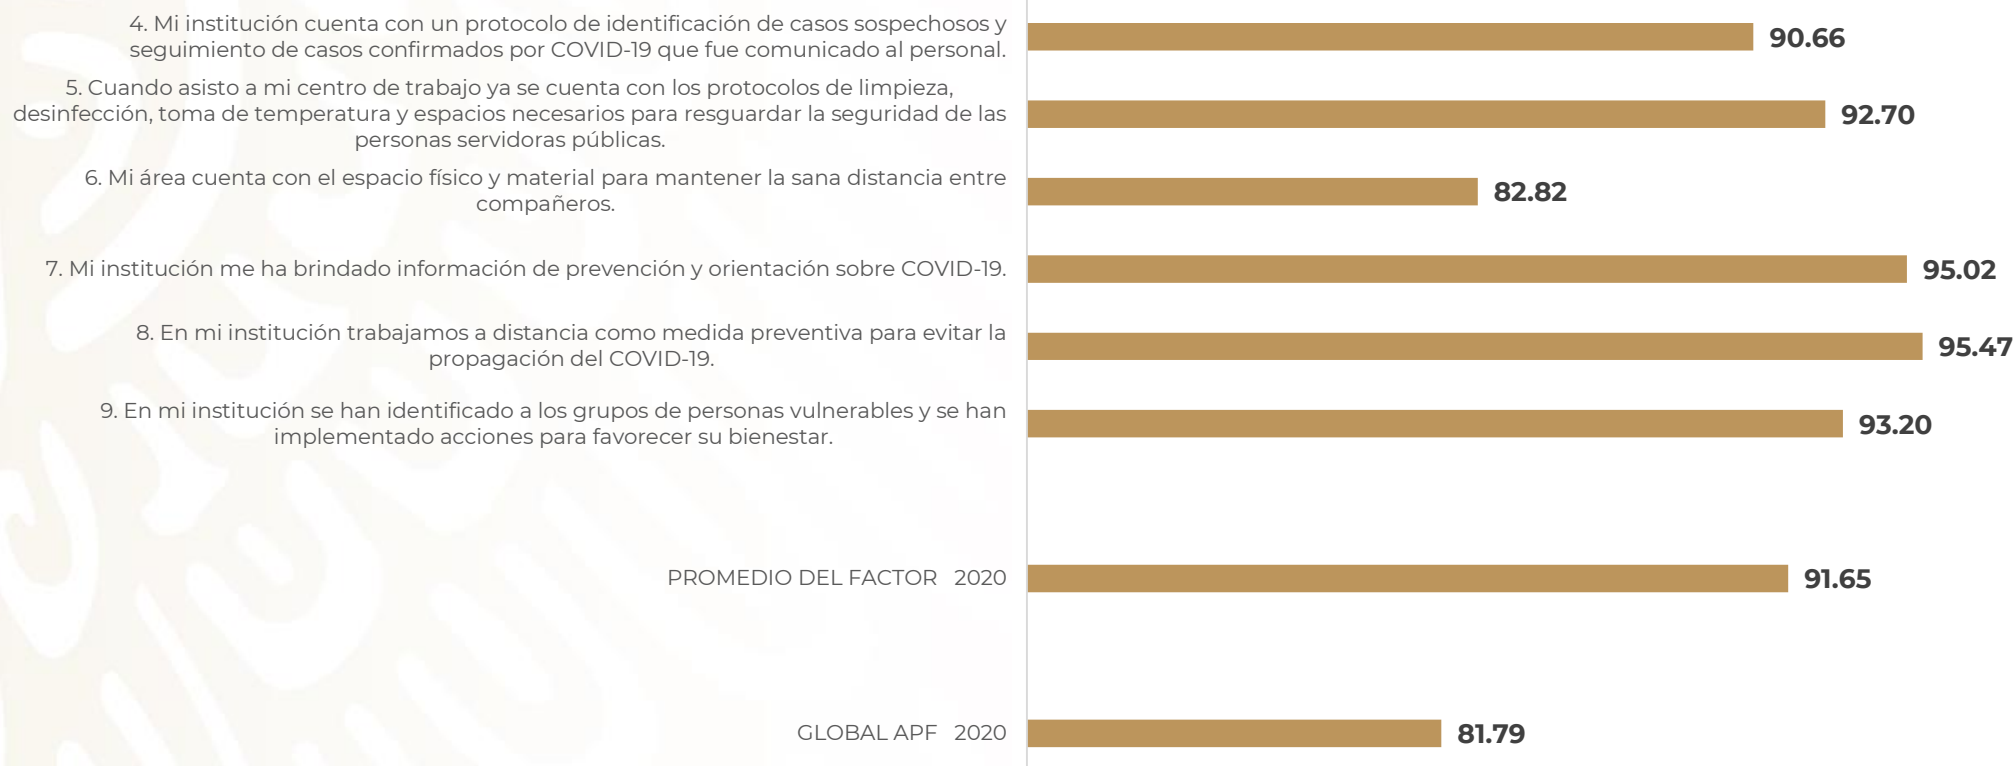 4. Mi institución cuenta con un protocolo de identificación de casos sospechosos y
seguimiento de casos confirmados por COVID-19 que fue comunicado al personal.
90.66
5. Cuando asisto a mi centro de trabajo ya se cuenta con los protocolos de limpieza,
desinfección, toma de temperatura y espacios necesarios para resguardar la seguridad de las
personas servidoras públicas.
92.70
6. Mi área cuenta con el espacio físico y material para mantener la sana distancia entre
compañeros.
82.82
7. Mi institución me ha brindado información de prevención y orientación sobre COVID-19.
95.02
8. En mi institución trabajamos a distancia como medida preventiva para evitar la
propagación del COVID-19.
95.47
9. En mi institución se han identificado a los grupos de personas vulnerables y se han
implementado acciones para favorecer su bienestar.
93.20
PROMEDIO DEL FACTOR 2020
91.65
GLOBAL APF 2020
81.79